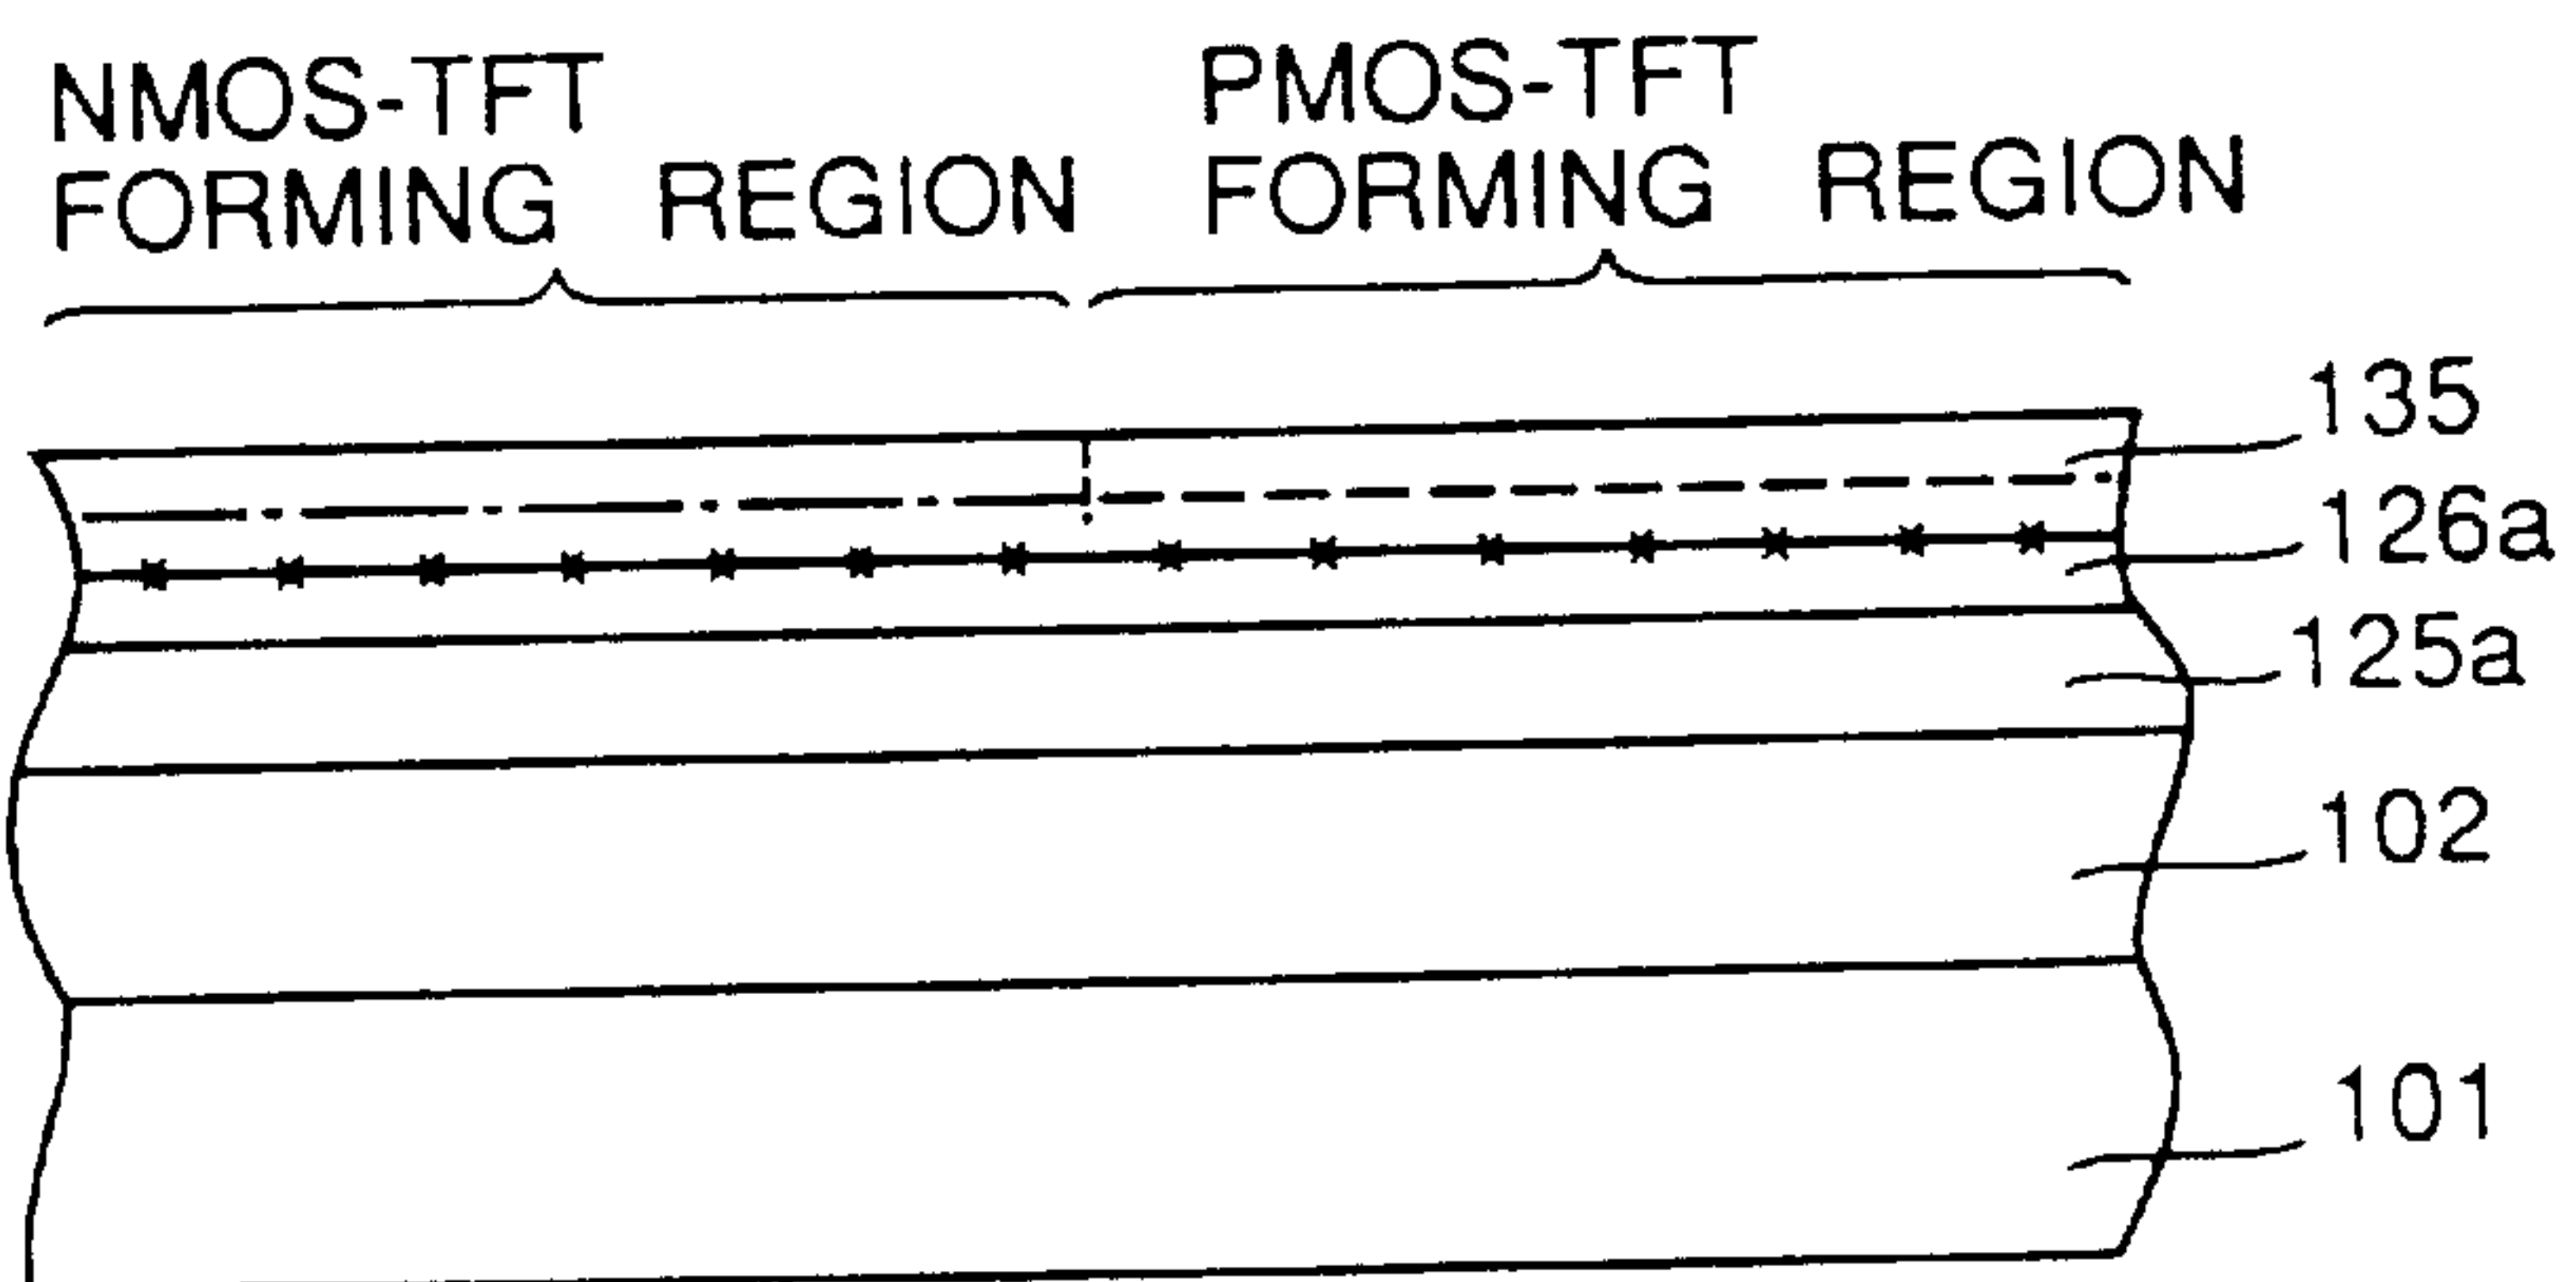 NMOS-TFT
FORMING REGION
PMOS-TFT
FORMING REGION
135
126a
125a
102
101